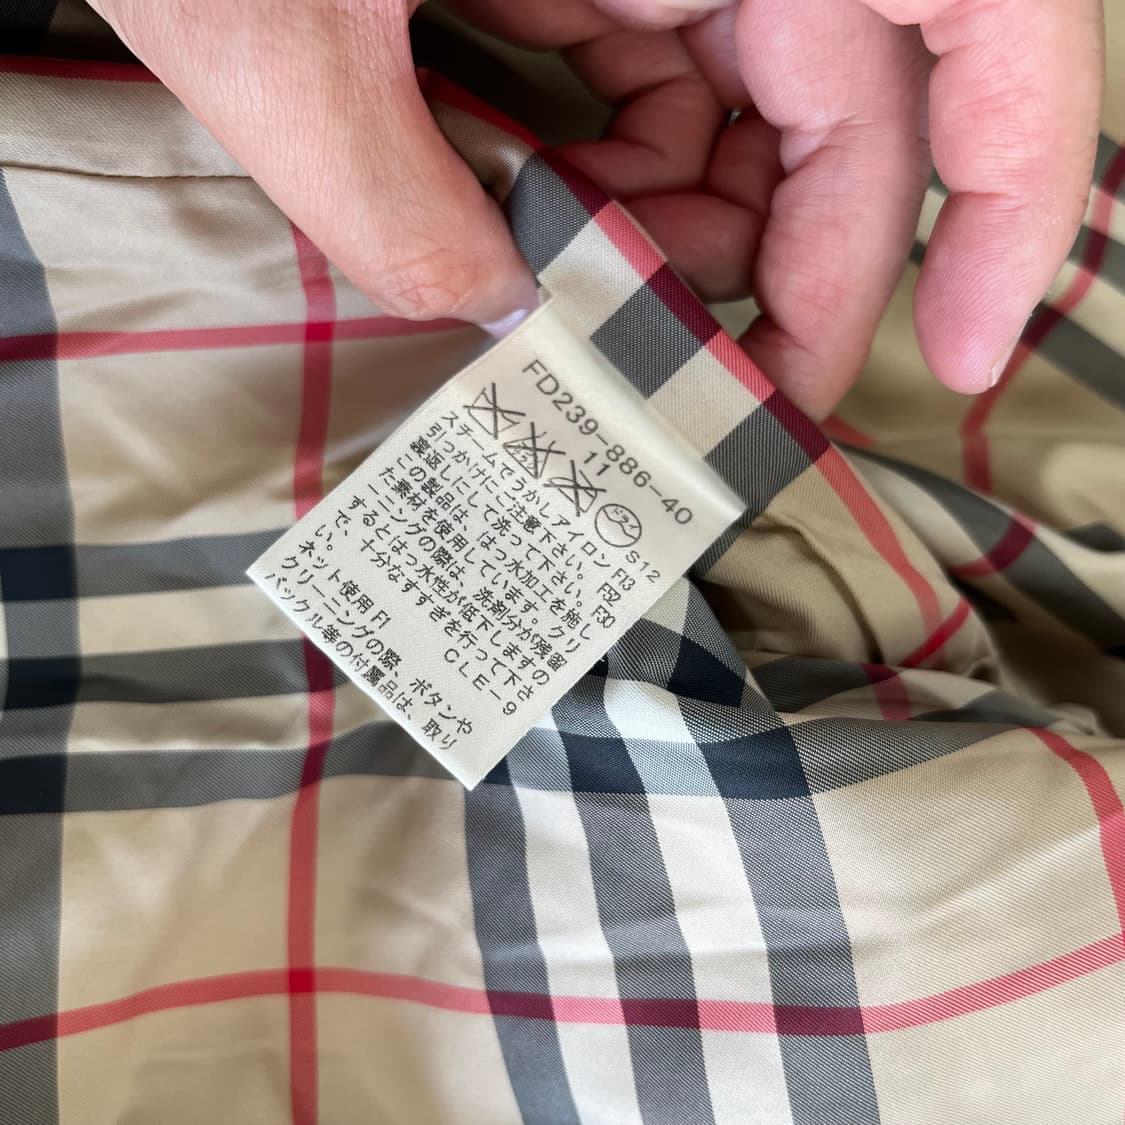 FD239-886-40
11
ドライ
S12
スチームでうかしアイロン F13
引っかけにご注意下さい。 F52
裏返しにして洗って下さい。 F30
この製品は、はっ水加工を施し
た素材を使用しています。クリ
ーニングの際は、洗剤分が残留
するとはっ水性が低下しますの
で、十分なすすぎを行って下さ
い。 CLE-9
ネット使用 F1
クリーニングの際、ボタンや
バックル等の付属品は、取り